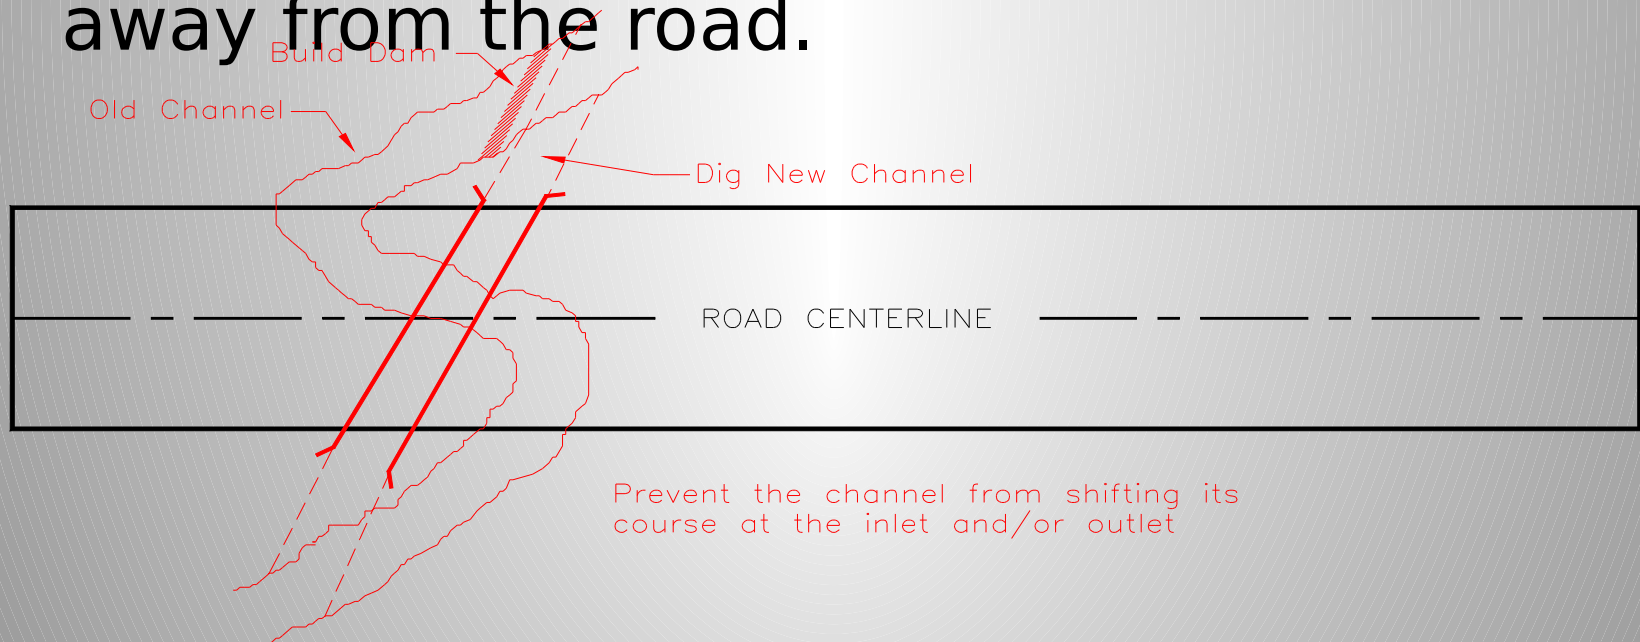 away from the road.
Build Dam
Old Channel
Dig New Channel
ROAD CENTERLINE
Prevent the channel from shifting its
course at the inlet and/or outlet